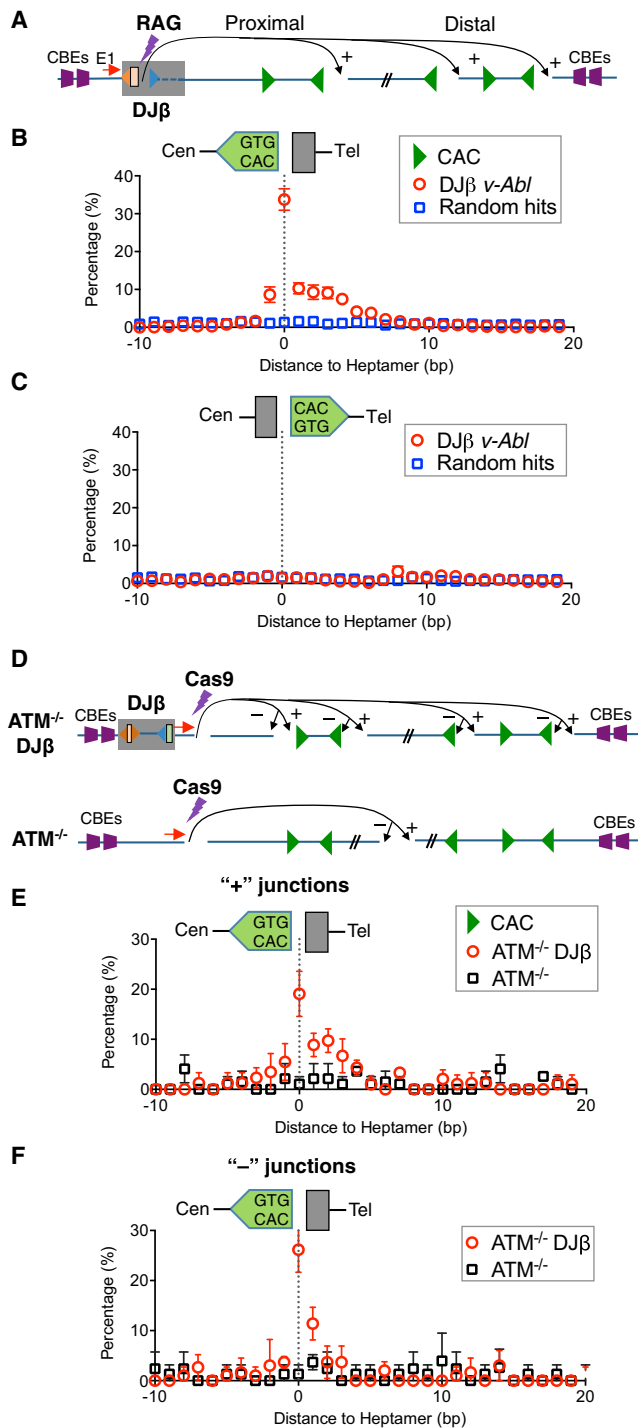 A
RAG
Proximal
Distal
CBEs
E1
+
+
+
CBEs
DJβ
B
Cen
GTG
CAC
Tel
CAC
DJβ v-Abl
Random hits
Percentage (%)
40
30
20
10
0
-10
0
10
20
Distance to Heptamer (bp)
C
Cen
CAC
GTG
Tel
DJβ v-Abl
Random hits
Percentage (%)
40
30
20
10
0
-10
0
10
20
Distance to Heptamer (bp)
D
Cas9
ATM-/-
DJβ
CBEs
DJβ
−
+
−
+
−
+
−
+
CBEs
Cas9
ATM-/-
CBEs
−
+
CBEs
E
“+” junctions
Cen
GTG
CAC
Tel
CAC
ATM-/- DJβ
ATM-/-
Percentage (%)
30
20
10
0
-10
0
10
20
Distance to Heptamer (bp)
F
“−” junctions
Cen
GTG
CAC
Tel
ATM-/- DJβ
ATM-/-
Percentage (%)
30
20
10
0
-10
0
10
20
Distance to Heptamer (bp)